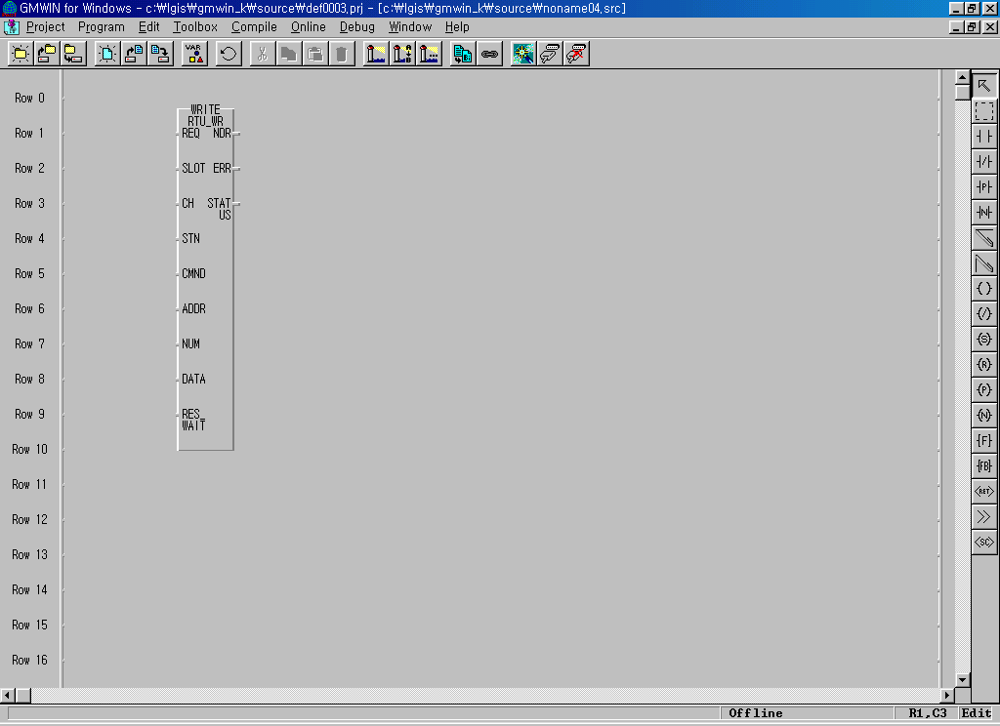 GMWIN for Windows - c:₩lgis₩gmwin_k₩source₩def0003.prj - [c:₩lgis₩gmwin_k₩source₩noname04.src]
Project Program Edit Toolbox Compile Online Debug Window Help
VAR
Row 0
WRITE
RTU_WR
Row 1 REQ NDR
Row 2 SLOT ERR
Row 3 CH STAT
US
Row 4 STN
Row 5 CMND
Row 6 ADDR
Row 7 NUM
Row 8 DATA
Row 9 RES_
WAIT
Row 10
Row 11
Row 12
Row 13
Row 14
Row 15
Row 16
P
N
(/)
(S)
(R)
(P)
(N)
{F}
{FB}
<RET>
>>
<SC>
Offline R1,C3 Edit